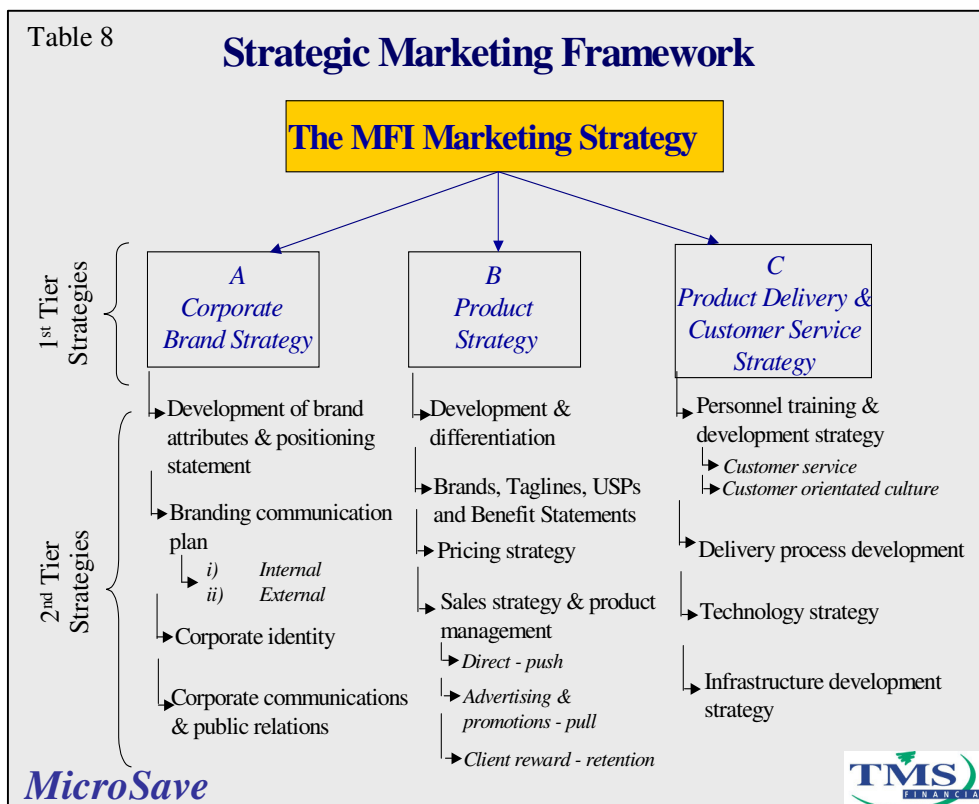 Table 8
Strategic Marketing Framework
The MFI Marketing Strategy
1st Tier
Strategies
A
Corporate
Brand Strategy
B
Product
Strategy
C
Product Delivery &
Customer Service
Strategy
2nd Tier
Strategies
Development of brand
attributes & positioning
statement
Branding communication
plan
i) Internal
ii) External
Corporate identity
Corporate communications
& public relations
Development &
differentiation
Brands, Taglines, USPs
and Benefit Statements
Pricing strategy
Sales strategy & product
management
Direct - push
Advertising &
promotions - pull
Client reward - retention
Personnel training &
development strategy
Customer service
Customer orientated culture
Delivery process development
Technology strategy
Infrastructure development
strategy
MicroSave
TMS
FINANCIA